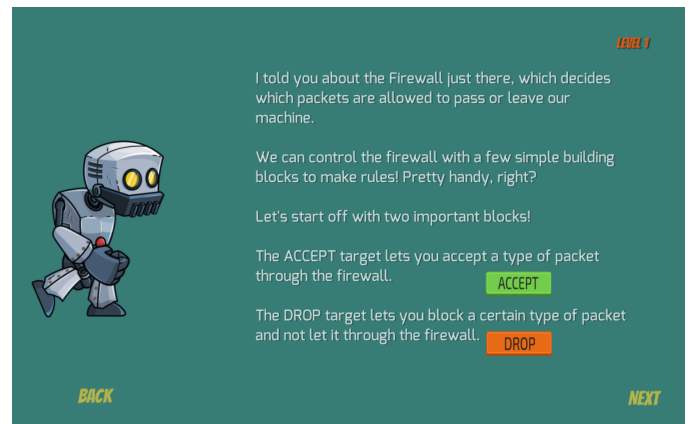 LEVEL 1
I told you about the Firewall just there, which decides
which packets are allowed to pass or leave our
machine.
We can control the firewall with a few simple building
blocks to make rules! Pretty handy, right?
Let's start off with two important blocks!
The ACCEPT target lets you accept a type of packet
through the firewall.
ACCEPT
The DROP target lets you block a certain type of packet
and not let it through the firewall.
DROP
BACK
NEXT